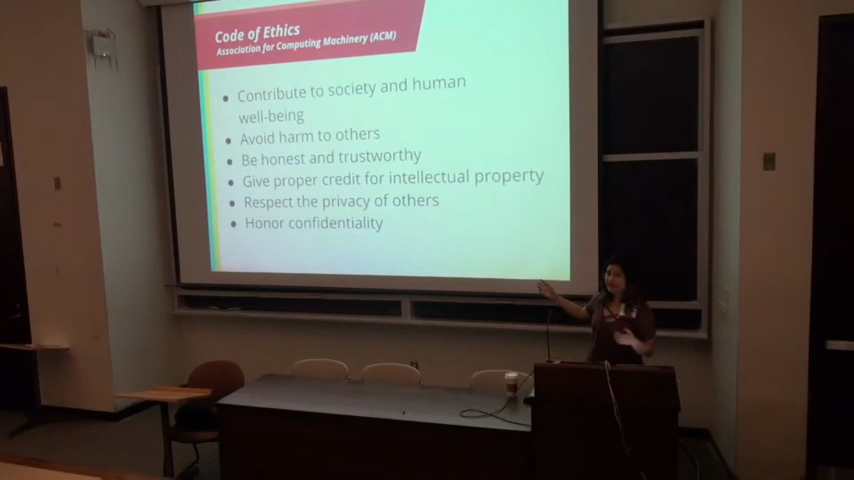 Code of Ethics
Association for Computing Machinery (ACM)
● Contribute to society and human
well-being
● Avoid harm to others
● Be honest and trustworthy
● Give proper credit for intellectual property
● Respect the privacy of others
● Honor confidentiality